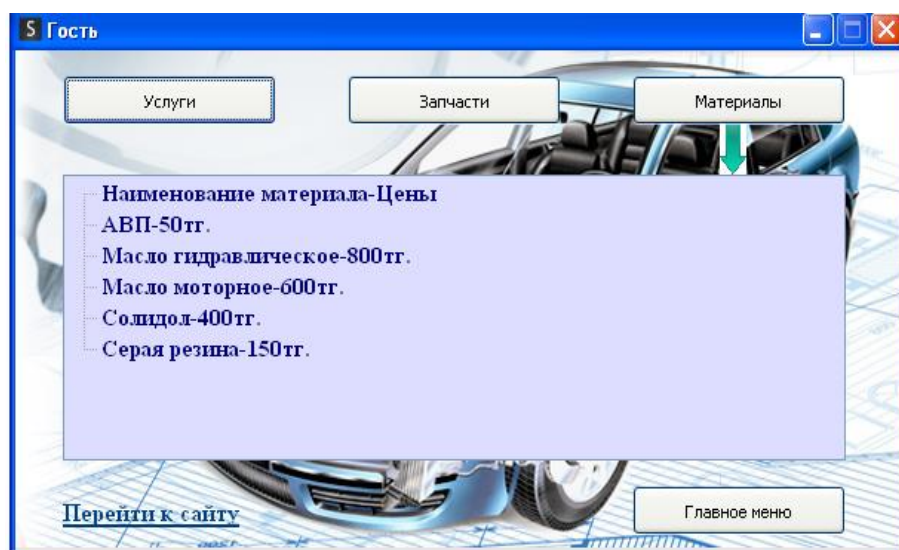 S Гость
Услуги
Запчасти
Материалы
Наименование материала-Цены
АВП-50тг.
Масло гидравлическое-800тг.
Масло моторное-600тг.
Солидол-400тг.
Серая резина-150тг.
Перейти к сайту
Главное меню